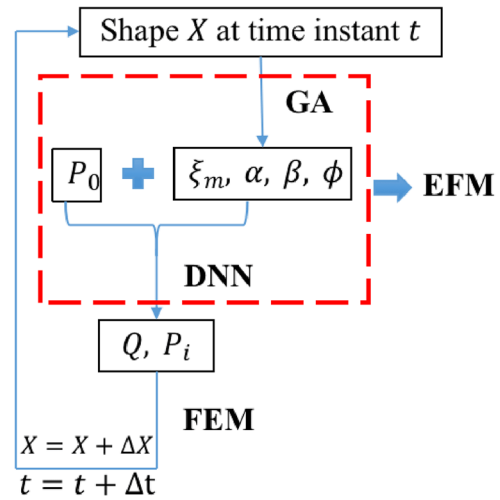 Shape X at time instant t
GA
P₀ + ξₘ, α, β, ϕ
EFM
DNN
Q, Pᵢ
FEM
X = X + ΔX
t = t + Δt